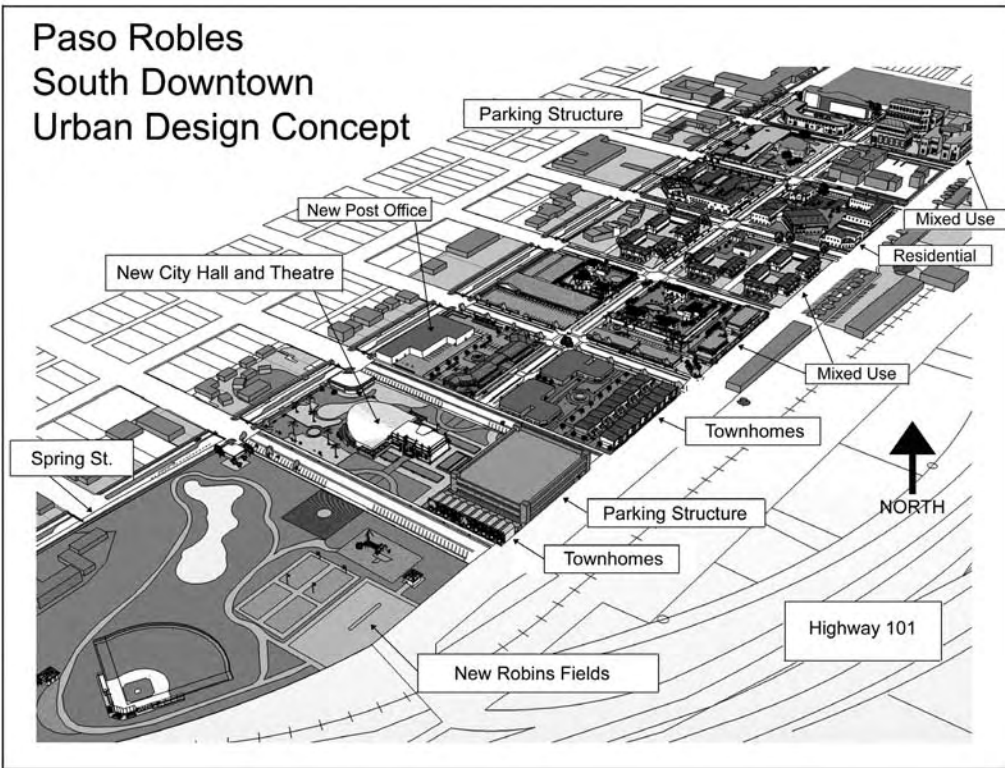 Paso Robles
South Downtown
Urban Design Concept
Parking Structure
New Post Office
Mixed Use
Residential
New City Hall and Theatre
Mixed Use
Townhomes
Spring St.
NORTH
Parking Structure
Townhomes
Highway 101
New Robins Fields